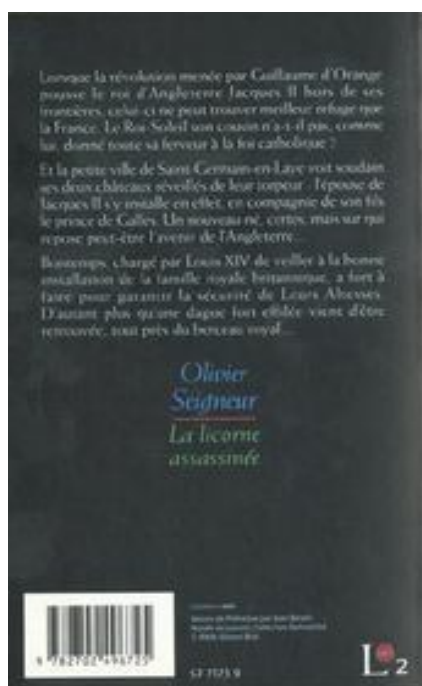 Lorsque la révolution menée par Guillaume d'Orange
pousse le roi d'Angleterre Jacques II hors de ses
frontières, celui-ci ne peut trouver meilleur refuge que
la France. Le Roi-Soleil son cousin n'a-t-il pas, comme
lui, donné toute sa ferveur à la foi catholique ?
Et la petite ville de Saint-Germain-en-Laye voit soudain
ses deux châteaux réveillés de leur torpeur : l'épouse de
Jacques II s'y installe en effet, en compagnie de son fils
le prince de Galles. Un nouveau-né, certes, mais sur qui
repose peut-être l'avenir de l'Angleterre...
Bontemps, chargé par Louis XIV de veiller à la bonne
installation de la famille royale britannique, a fort à
faire pour garantir la sécurité de Leurs Altesses.
D'autant plus qu'une dague fort effilée vient d'être
retrouvée, tout près du berceau royal...
Olivier
Seigneur
La licorne
assassinée
9 782702 496725
L 2